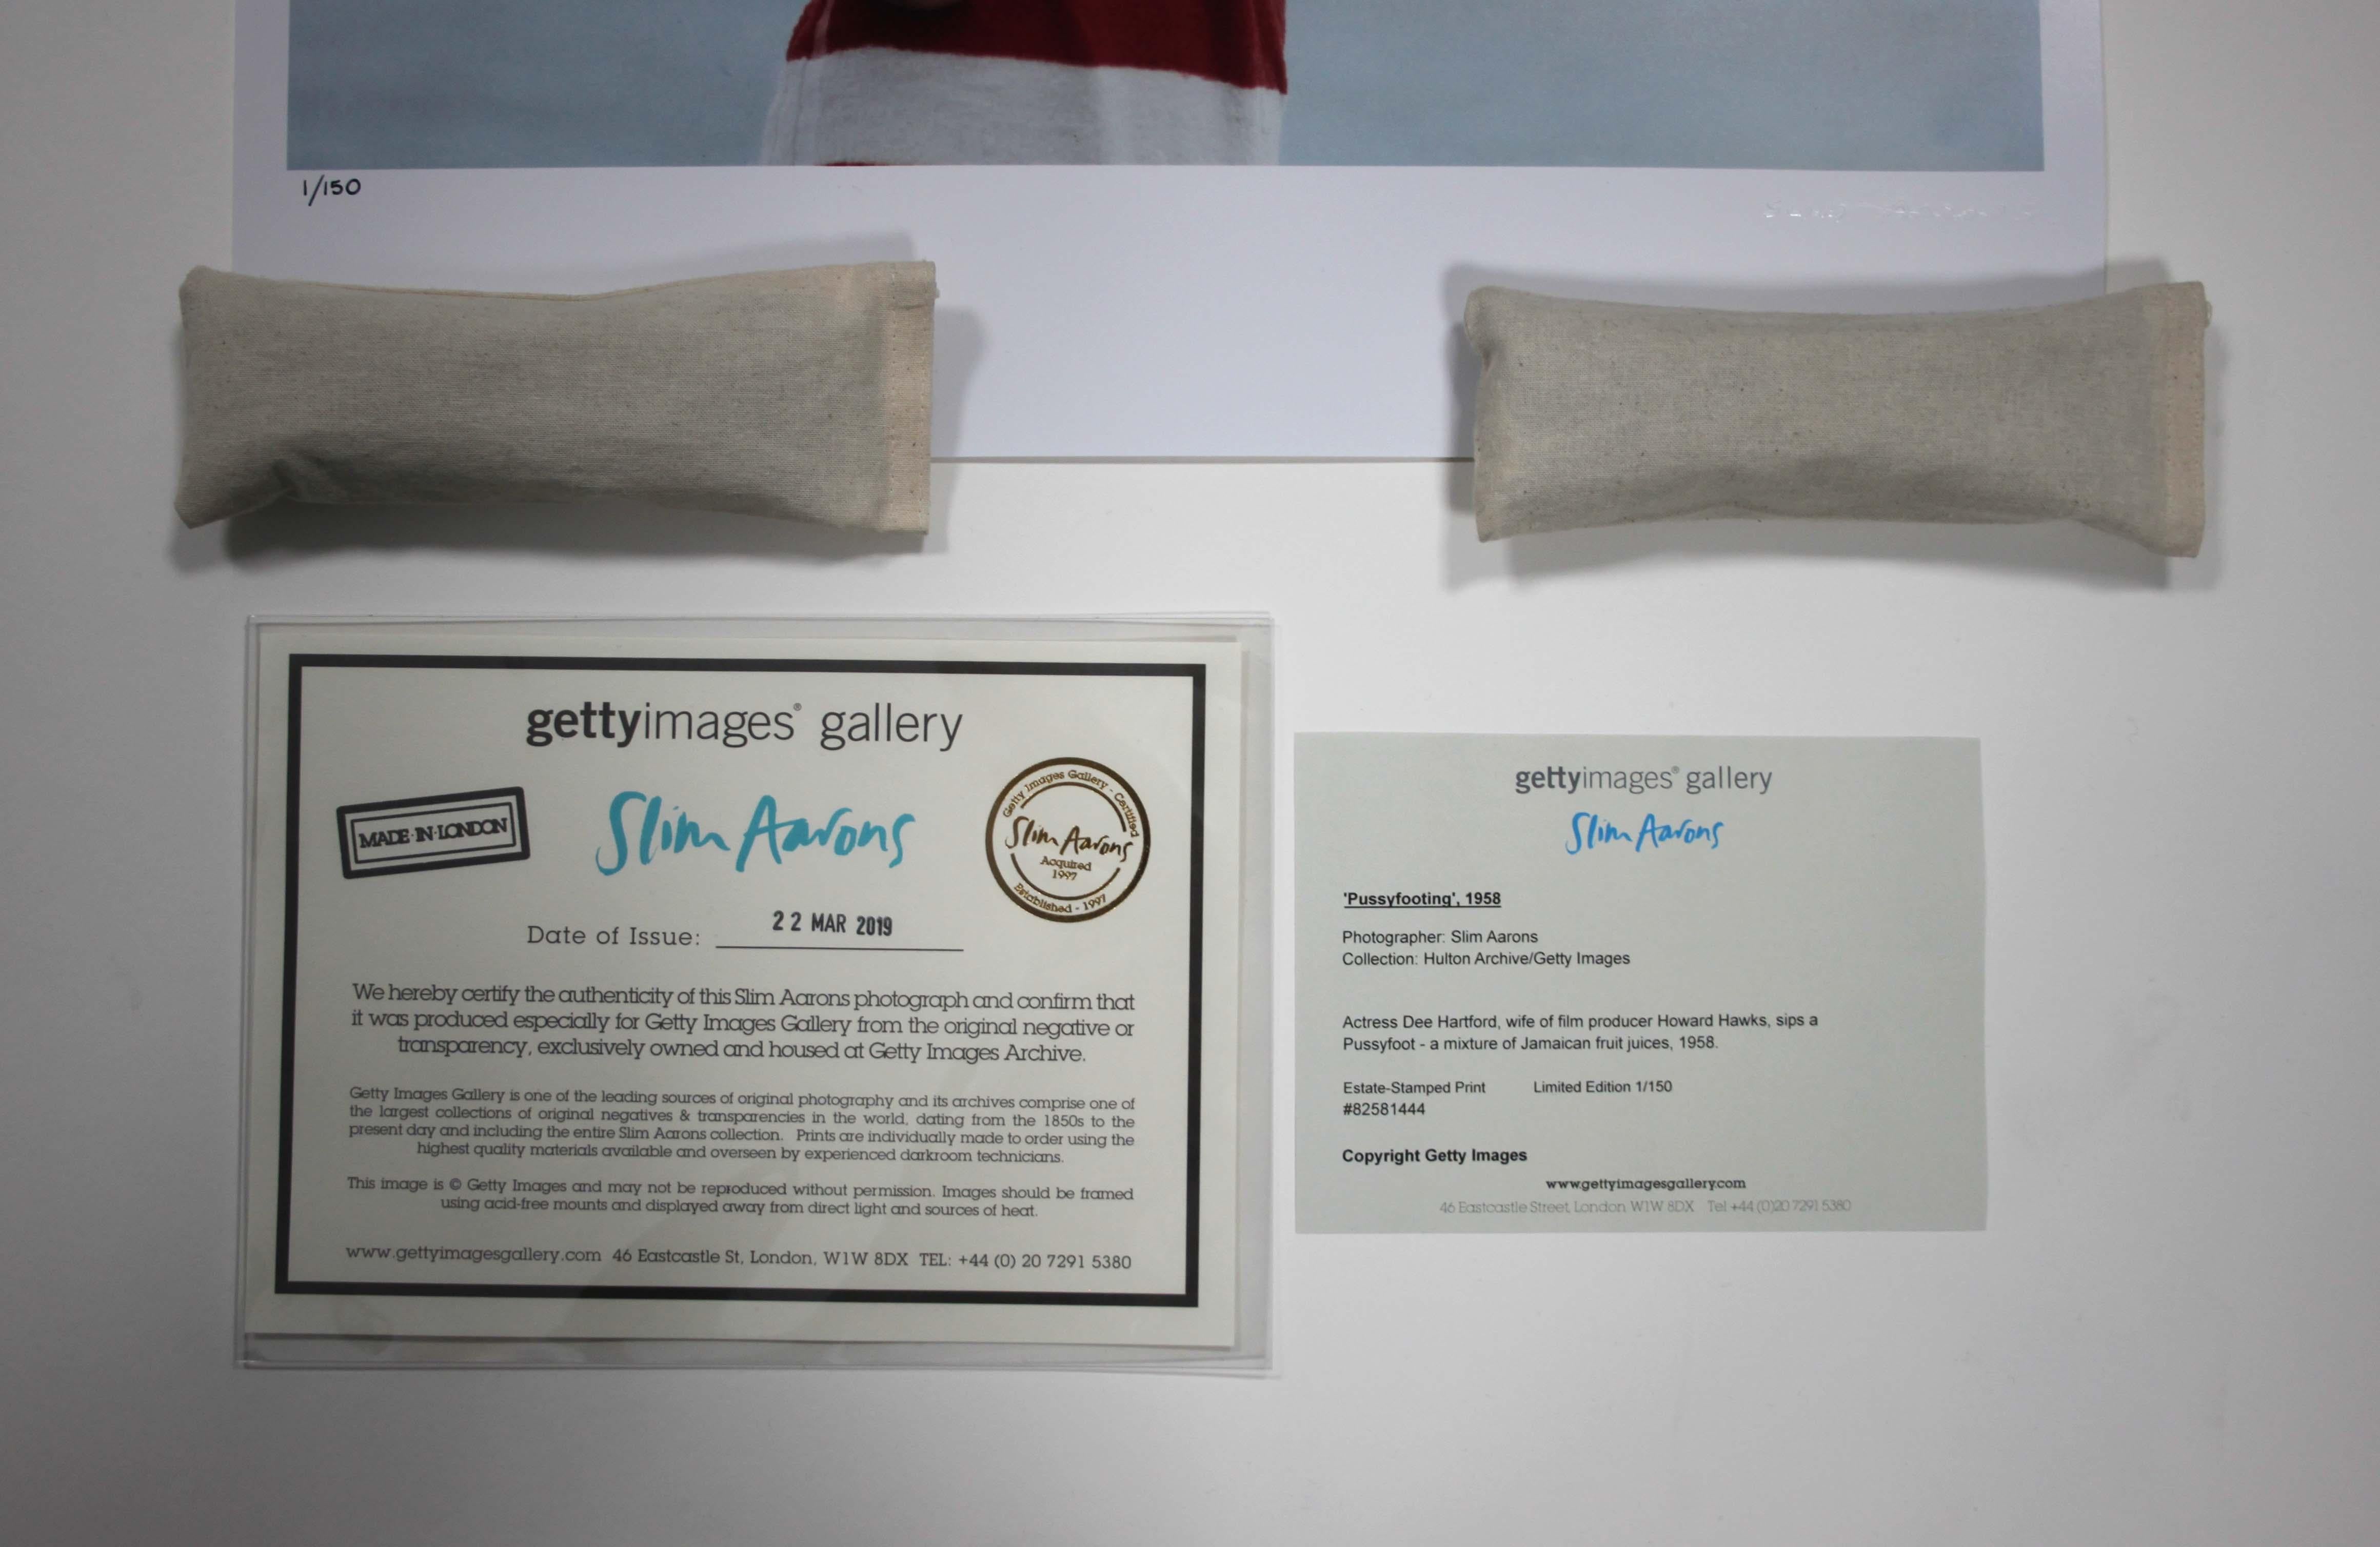 1/150
gettyimages® gallery
MADE·IN·LONDON
Slim Aarons
Getty Images Gallery - Certified
Slim Aarons
Acquired
1997
Established - 1997
Date of Issue: 22 MAR 2019
We hereby certify the authenticity of this Slim Aarons photograph and confirm that
it was produced especially for Getty Images Gallery from the original negative or
transparency, exclusively owned and housed at Getty Images Archive.
Getty Images Gallery is one of the leading sources of original photography and its archives comprise one of
the largest collections of original negatives & transparencies in the world, dating from the 1850s to the
present day and including the entire Slim Aarons collection. Prints are individually made to order using the
highest quality materials available and overseen by experienced darkroom technicians.
This image is © Getty Images and may not be reproduced without permission. Images should be framed
using acid-free mounts and displayed away from direct light and sources of heat.
www.gettyimagesgallery.com 46 Eastcastle St, London, W1W 8DX TEL: +44 (0) 20 7291 5380
gettyimages® gallery
Slim Aarons
'Pussyfooting', 1958
Photographer: Slim Aarons
Collection: Hulton Archive/Getty Images
Actress Dee Hartford, wife of film producer Howard Hawks, sips a
Pussyfoot - a mixture of Jamaican fruit juices, 1958.
Estate-Stamped Print Limited Edition 1/150
#82581444
Copyright Getty Images
www.gettyimagesgallery.com
46 Eastcastle Street, London W1W 8DX Tel +44 (0)20 7291 5380